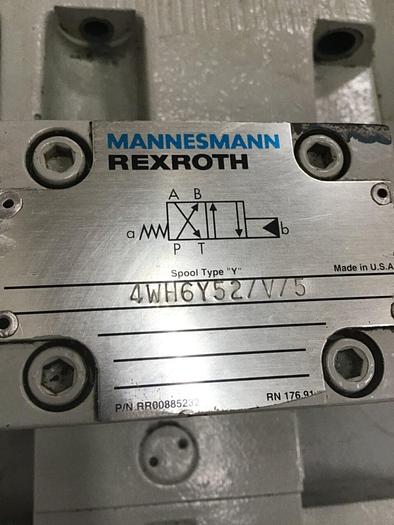 MANNESMANN
REXROTH
A B
a b
P T
Spool Type "Y"
Made in U.S.A
4WH6Y52/V/5
P/N RR00885232
RN 176.91